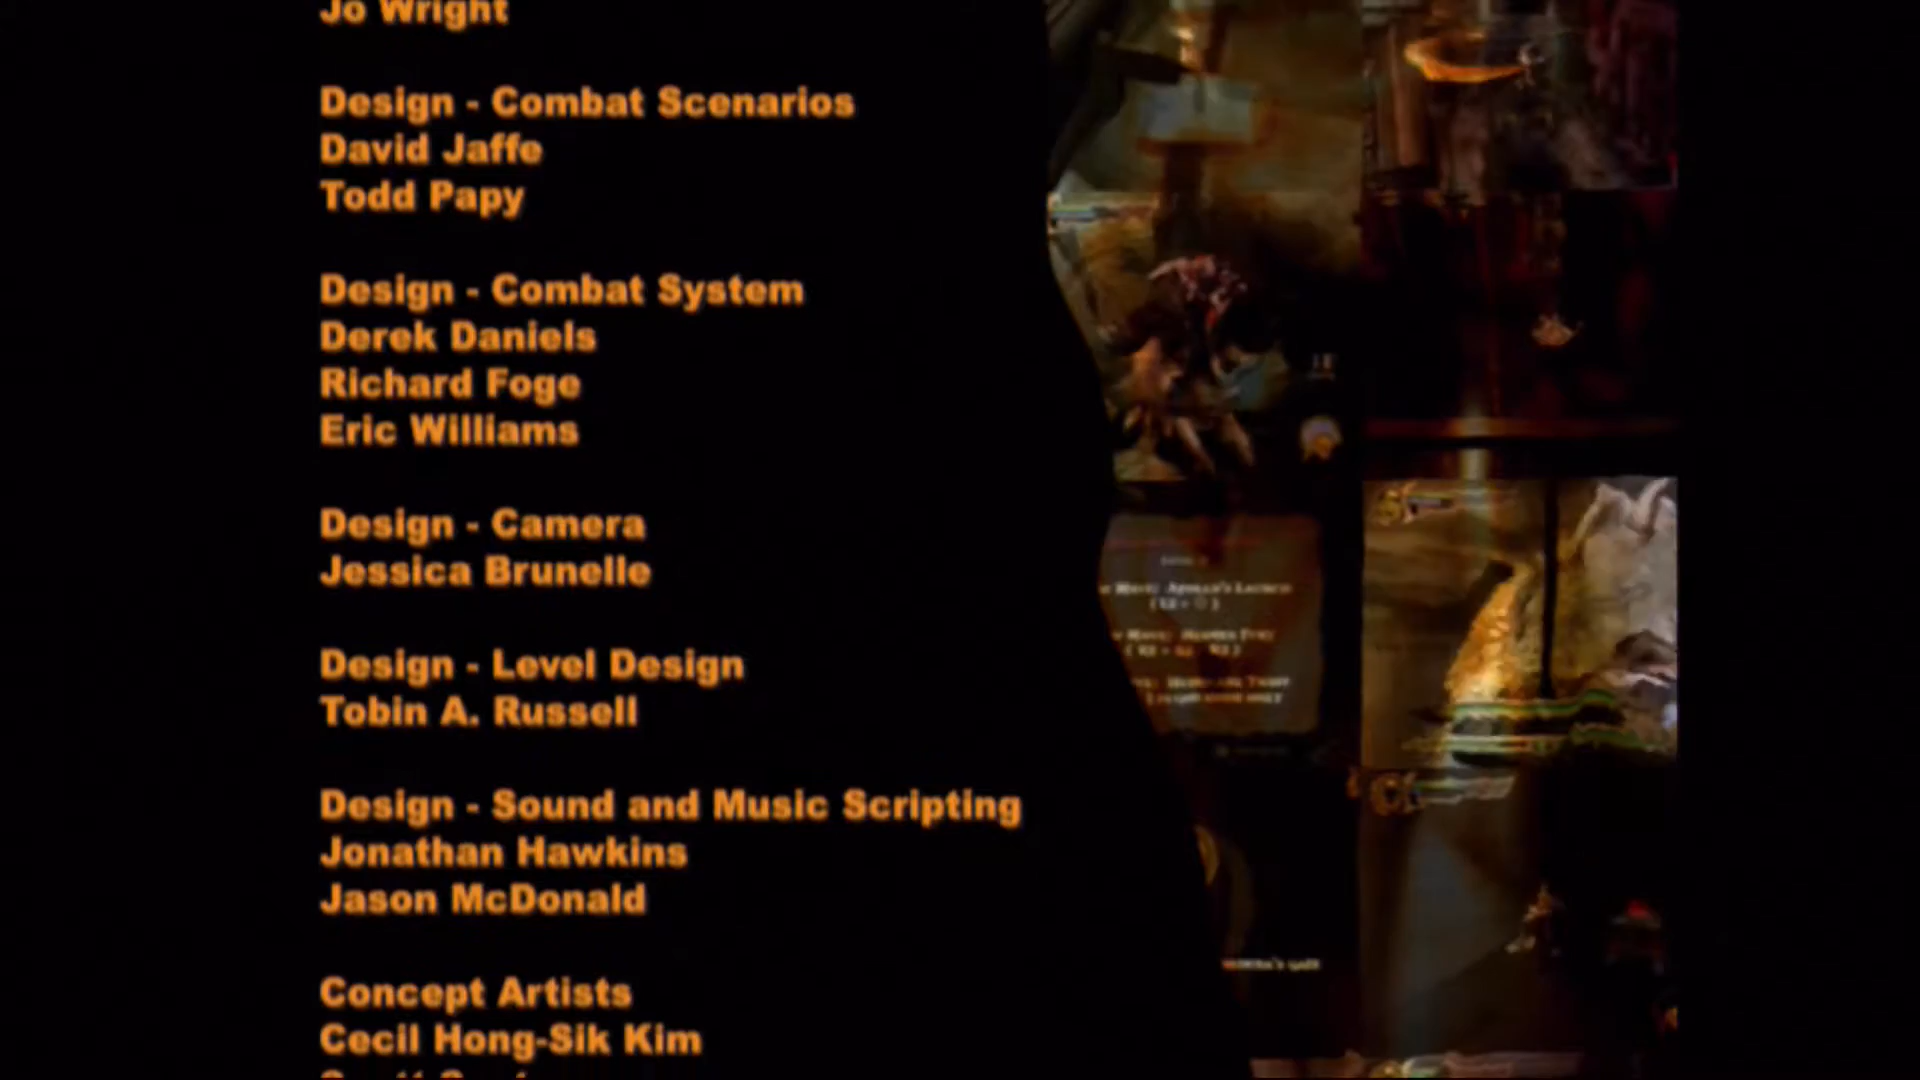 Jo Wright
Design - Combat Scenarios
David Jaffe
Todd Papy
Design - Combat System
Derek Daniels
Richard Foge
Eric Williams
Design - Camera
Jessica Brunelle
Design - Level Design
Tobin A. Russell
Design - Sound and Music Scripting
Jonathan Hawkins
Jason McDonald
Concept Artists
Cecil Hong-Sik Kim